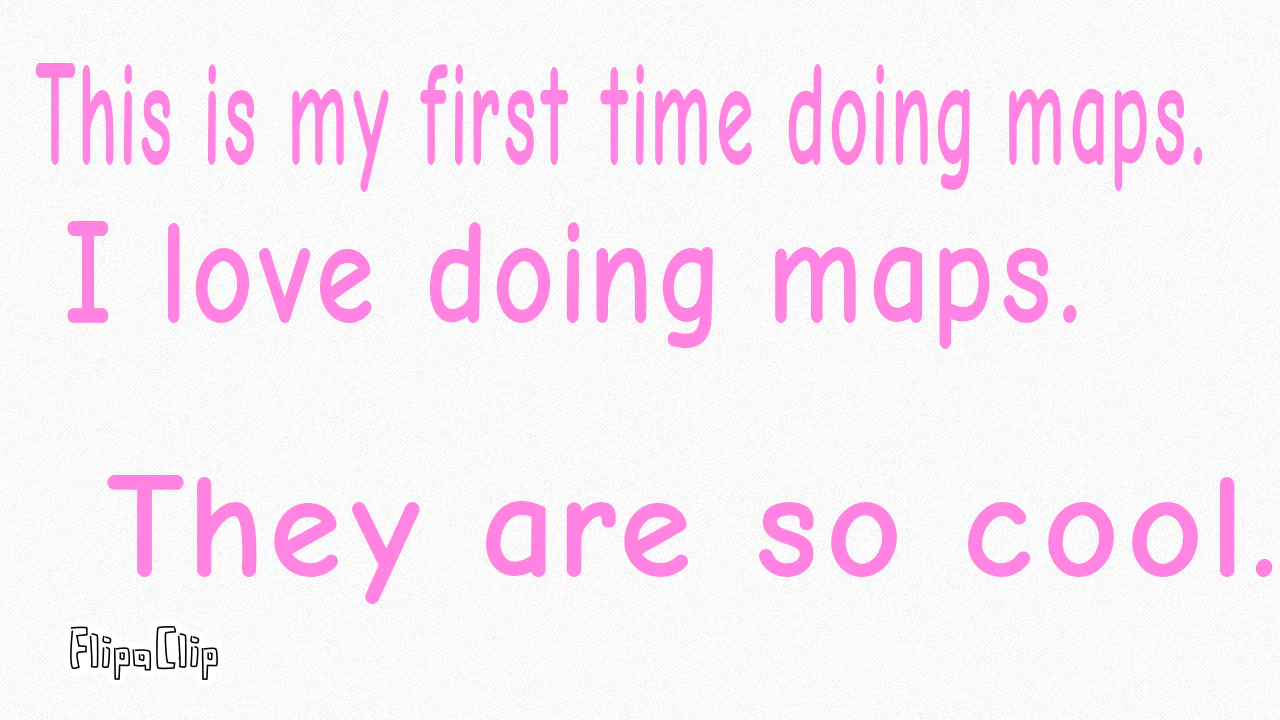 This is my first time doing maps.
I love doing maps.
They are so cool.
FlipaClip